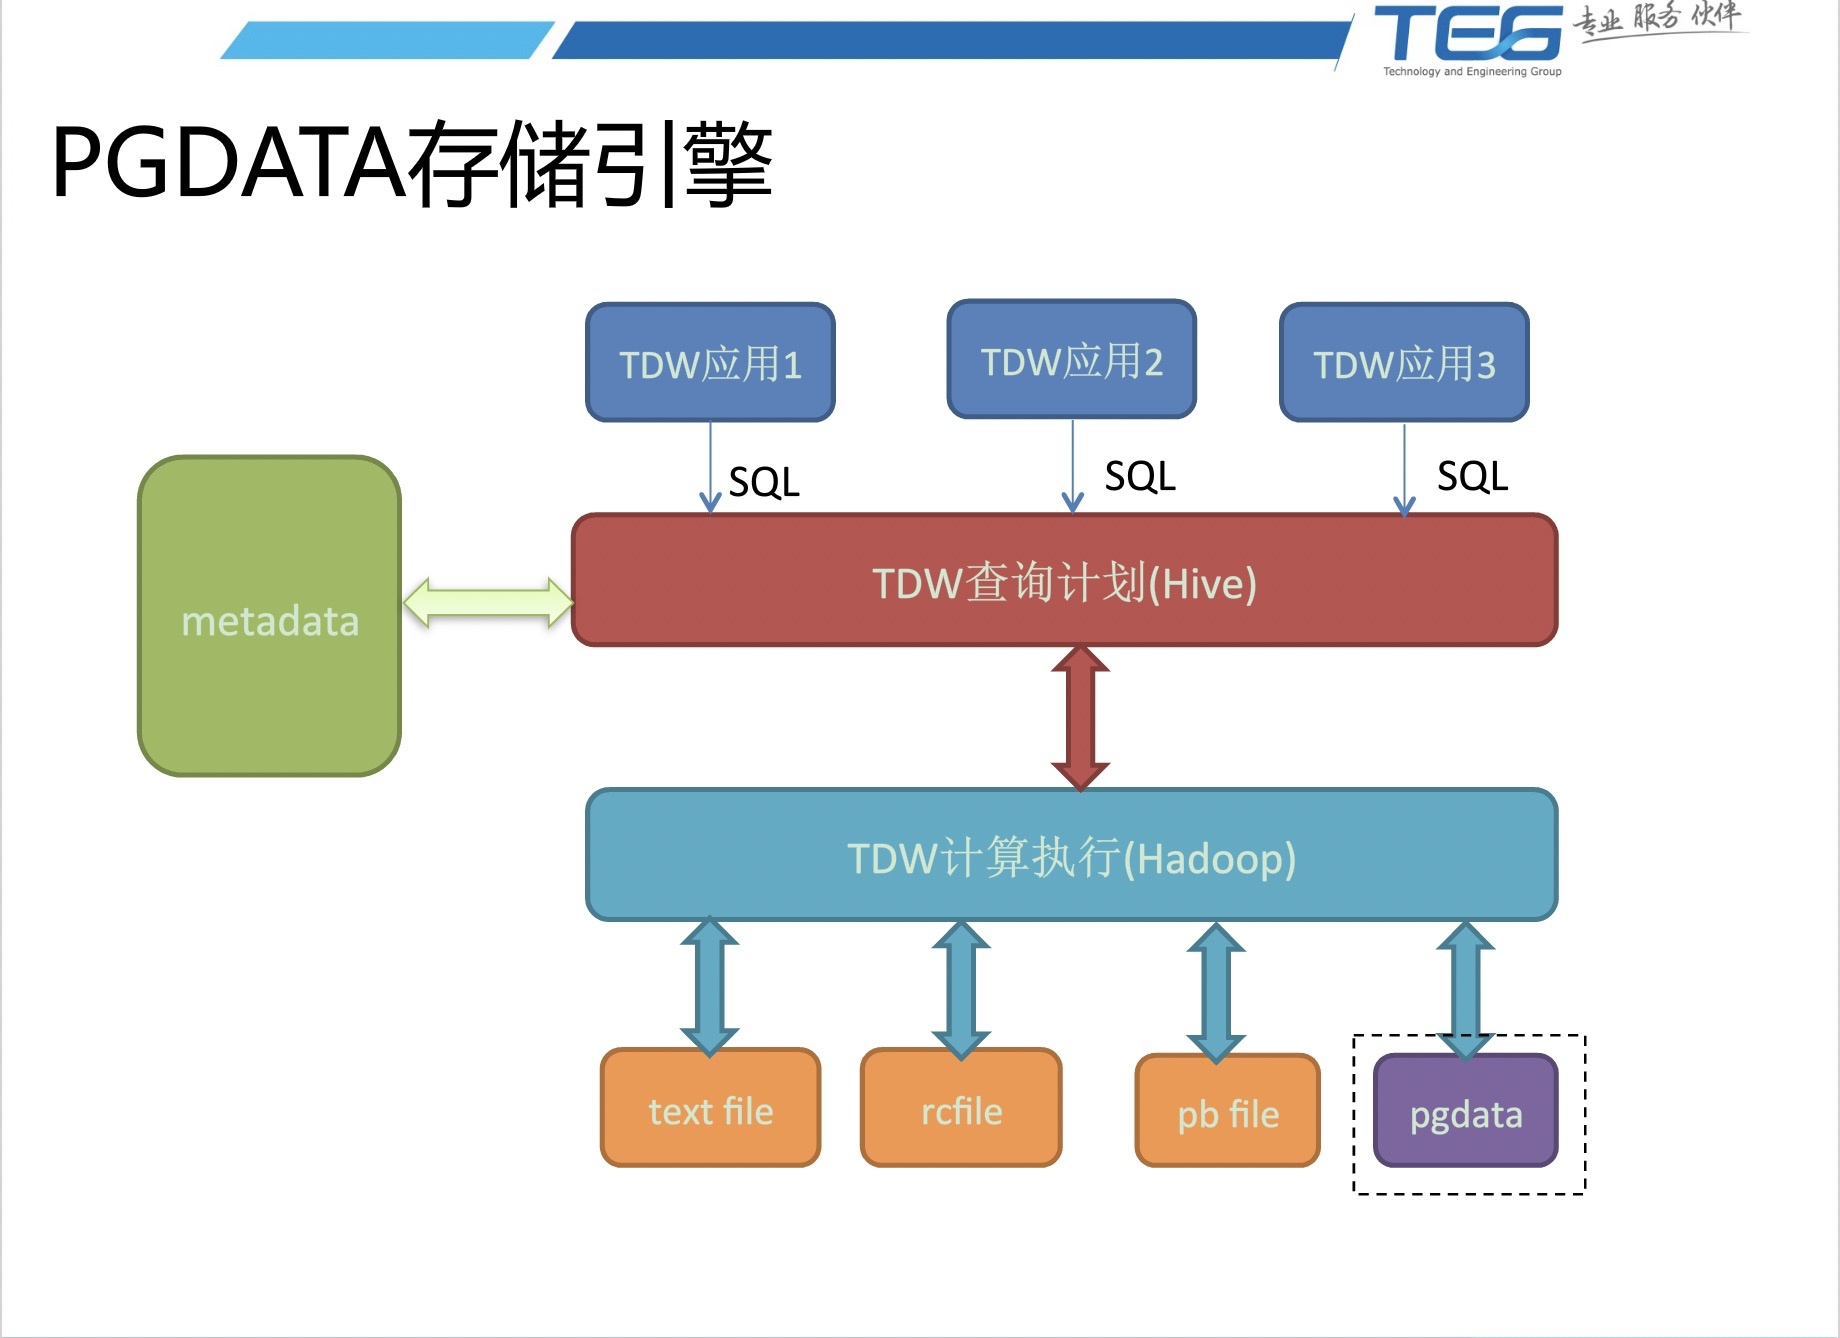 TEG 专业 服务 伙伴
Technology and Engineering Group
PGDATA存储引擎
TDW应用1
TDW应用2
TDW应用3
SQL
SQL
SQL
metadata
TDW查询计划(Hive)
TDW计算执行(Hadoop)
text file
rcfile
pb file
pgdata